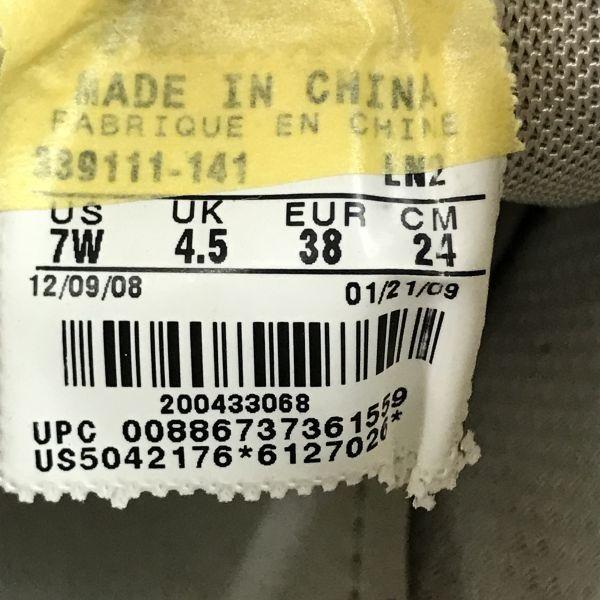 MADE IN CHINA
FABRIQUE EN CHINE
339111-141 LN2
US UK EUR CM
7W 4.5 38 24
12/09/08 01/21/09
200433068
UPC 00886737361559
US5042176*6127026*